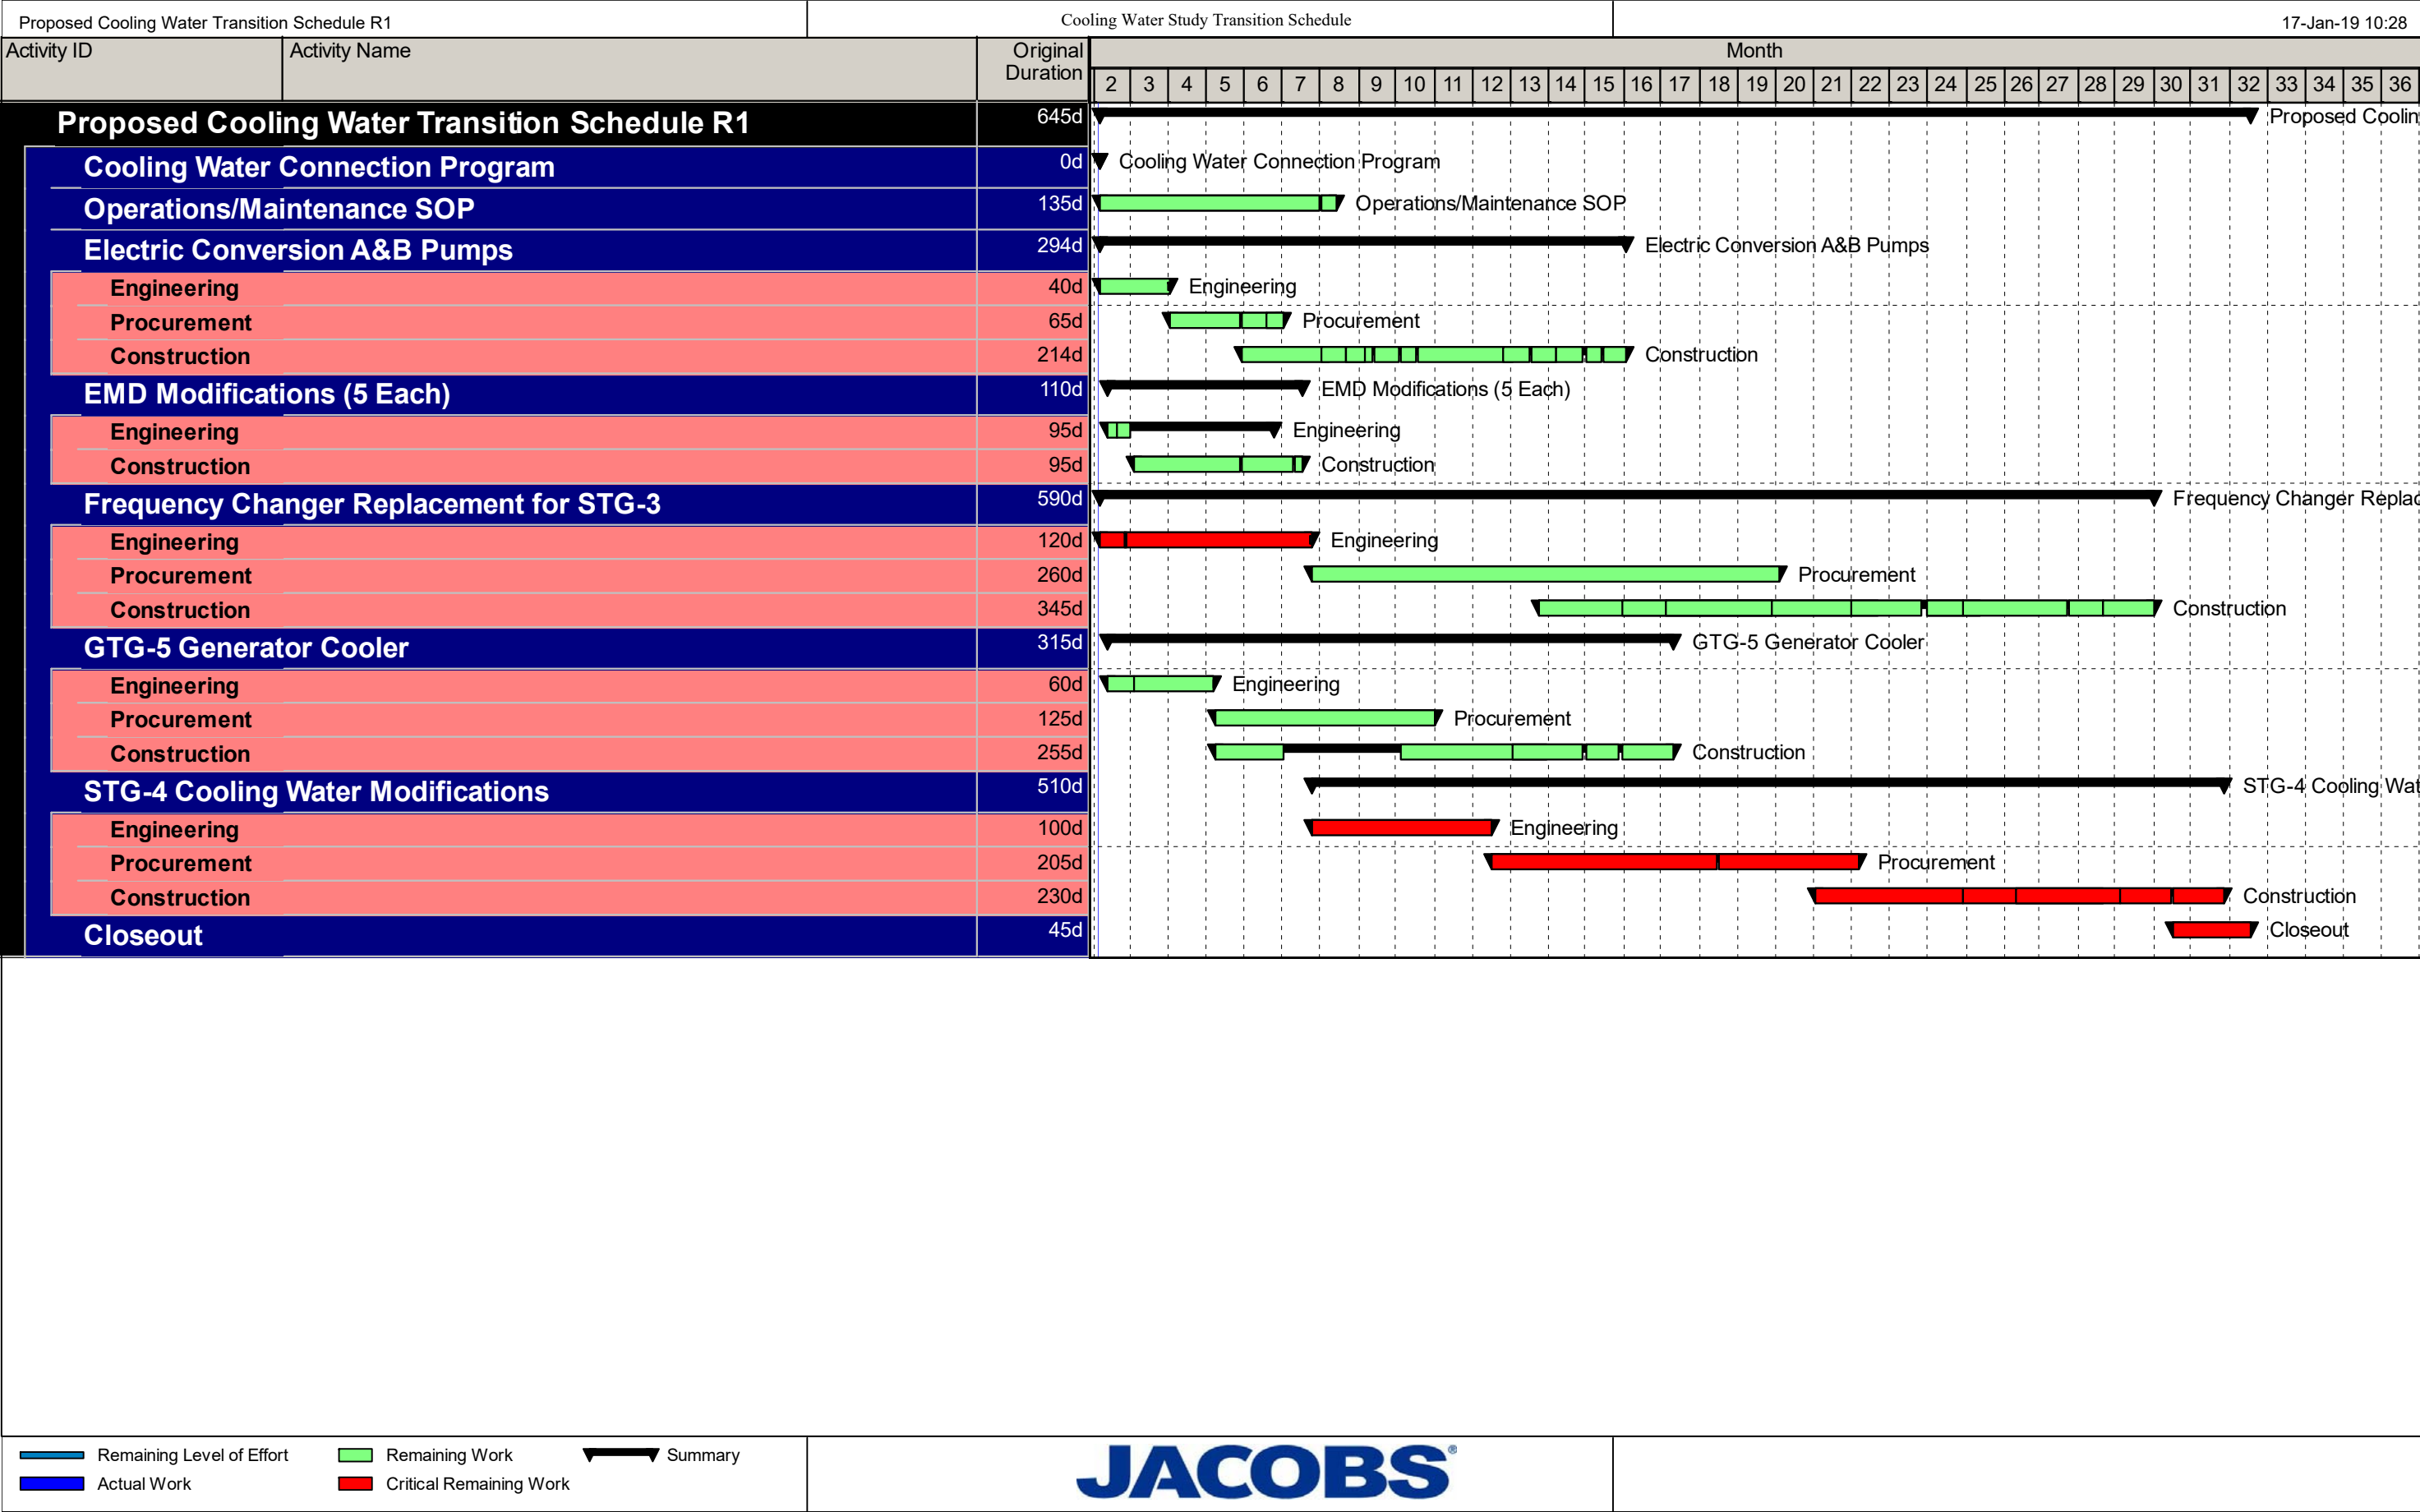 Proposed Cooling Water Transition Schedule R1
Cooling Water Study Transition Schedule
17-Jan-19 10:28
Activity ID
Activity Name
Original
Duration
Month
2 3 4 5 6 7 8 9 10 11 12 13 14 15 16 17 18 19 20 21 22 23 24 25 26 27 28 29 30 31 32 33 34 35 36
Proposed Cooling Water Transition Schedule R1 645d Proposed Coolin
Cooling Water Connection Program 0d Cooling Water Connection Program
Operations/Maintenance SOP 135d Operations/Maintenance SOP
Electric Conversion A&B Pumps 294d Electric Conversion A&B Pumps
Engineering 40d Engineering
Procurement 65d Procurement
Construction 214d Construction
EMD Modifications (5 Each) 110d EMD Modifications (5 Each)
Engineering 95d Engineering
Construction 95d Construction
Frequency Changer Replacement for STG-3 590d Frequency Changer Replac
Engineering 120d Engineering
Procurement 260d Procurement
Construction 345d Construction
GTG-5 Generator Cooler 315d GTG-5 Generator Cooler
Engineering 60d Engineering
Procurement 125d Procurement
Construction 255d Construction
STG-4 Cooling Water Modifications 510d STG-4 Cooling Wat
Engineering 100d Engineering
Procurement 205d Procurement
Construction 230d Construction
Closeout 45d Closeout
Remaining Level of Effort
Remaining Work
Summary
Actual Work
Critical Remaining Work
JACOBS®